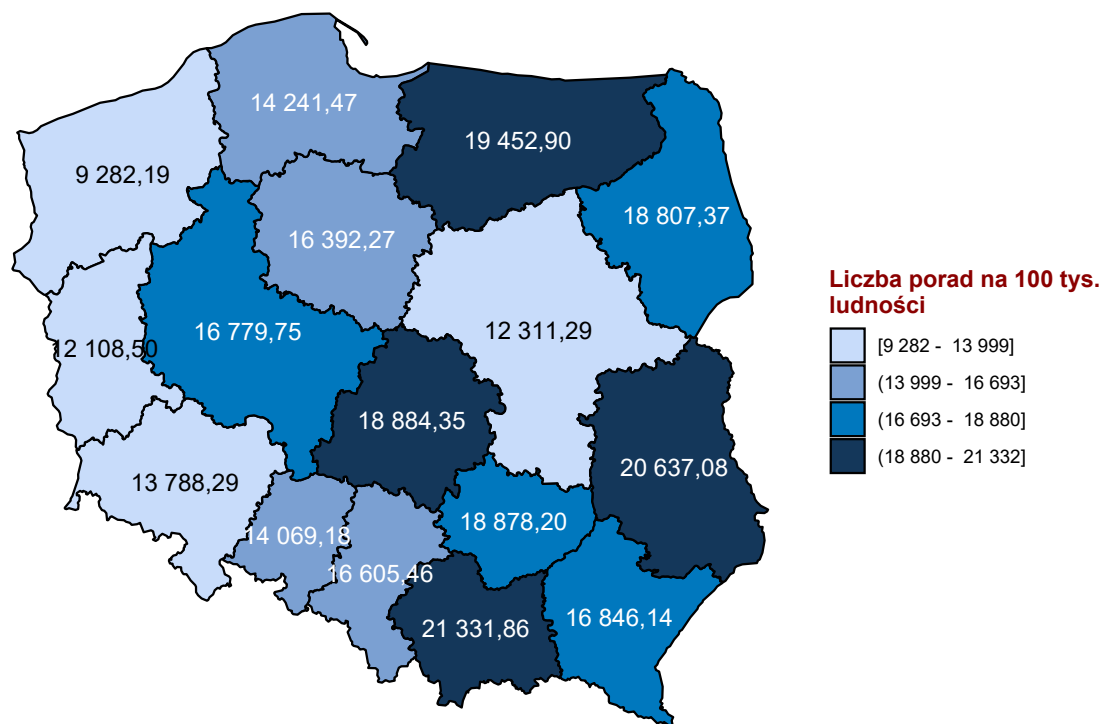 14 241,47
19 452,90
9 282,19
18 807,37
16 392,27
16 779,75
12 311,29
12 108,50
18 884,35
20 637,08
13 788,29
18 878,20
14 069,18
16 605,46
16 846,14
21 331,86
Liczba porad na 100 tys.
ludności
[9 282 - 13 999]
(13 999 - 16 693]
(16 693 - 18 880]
(18 880 - 21 332]